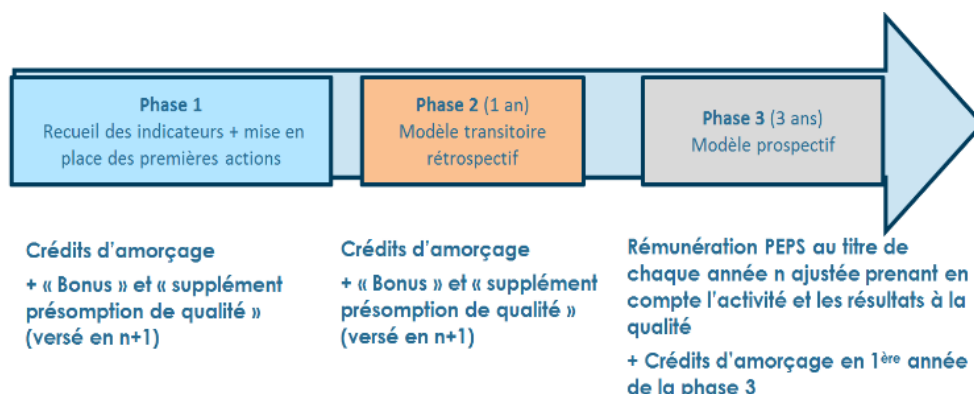 Phase 1
Recueil des indicateurs + mise en
place des premières actions
Phase 2 (1 an)
Modèle transitoire
rétrospectif
Phase 3 (3 ans)
Modèle prospectif
Crédits d’amorçage
+ « Bonus » et « supplément
présomption de qualité »
(versé en n+1)
Crédits d’amorçage
+ « Bonus » et « supplément
présomption de qualité »
(versé en n+1)
Rémunération PEPS au titre de
chaque année n ajustée prenant en
compte l’activité et les résultats à la
qualité
+ Crédits d’amorçage en 1ère année
de la phase 3